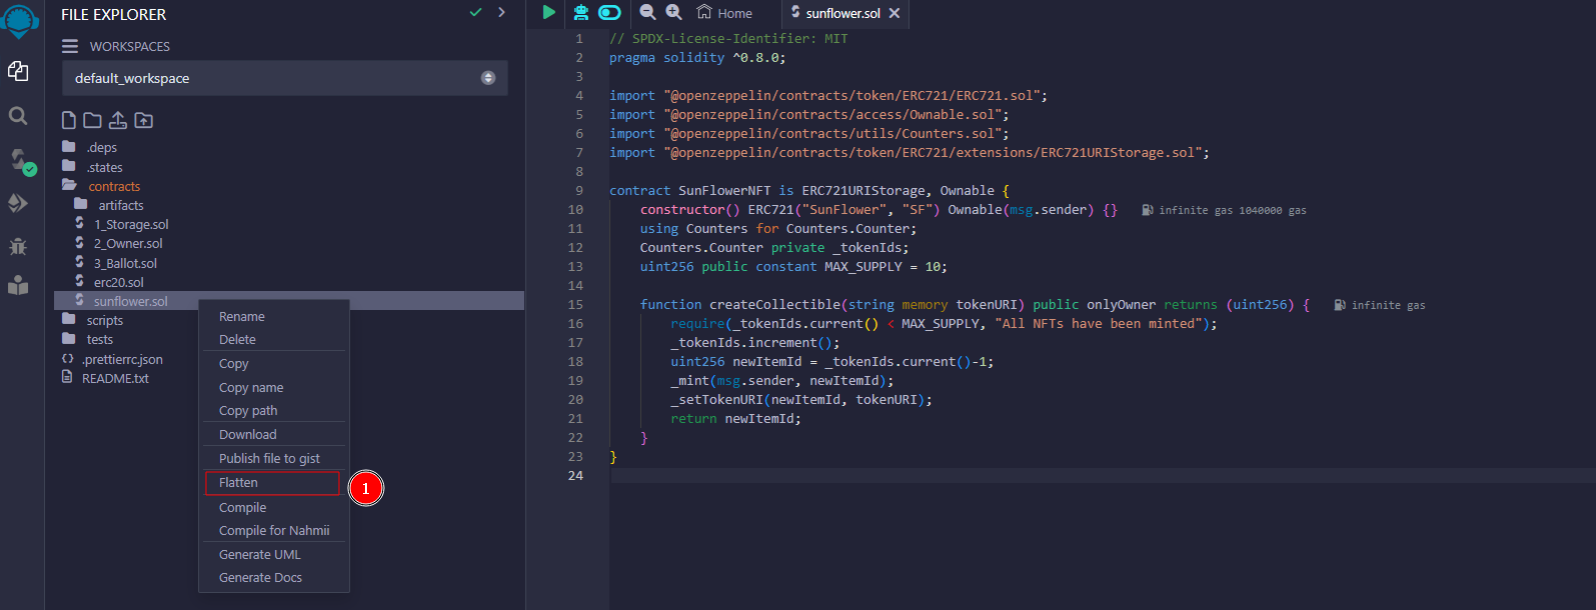 FILE EXPLORER
WORKSPACES
default_workspace
.deps
.states
contracts
artifacts
1_Storage.sol
2_Owner.sol
3_Ballot.sol
erc20.sol
sunflower.sol
scripts
tests
.prettierrc.json
README.txt
Rename
Delete
Copy
Copy name
Copy path
Download
Publish file to gist
Flatten
1
Compile
Compile for Nahmii
Generate UML
Generate Docs
Home
sunflower.sol
1 // SPDX-License-Identifier: MIT
2 pragma solidity ^0.8.0;
3
4 import "@openzeppelin/contracts/token/ERC721/ERC721.sol";
5 import "@openzeppelin/contracts/access/Ownable.sol";
6 import "@openzeppelin/contracts/utils/Counters.sol";
7 import "@openzeppelin/contracts/token/ERC721/extensions/ERC721URIStorage.sol";
8
9 contract SunFlowerNFT is ERC721URIStorage, Ownable {
10 constructor() ERC721("SunFlower", "SF") Ownable(msg.sender) {} infinite gas 1040000 gas
11 using Counters for Counters.Counter;
12 Counters.Counter private _tokenIds;
13 uint256 public constant MAX_SUPPLY = 10;
14
15 function createCollectible(string memory tokenURI) public onlyOwner returns (uint256) { infinite gas
16 require(_tokenIds.current() < MAX_SUPPLY, "All NFTs have been minted");
17 _tokenIds.increment();
18 uint256 newItemId = _tokenIds.current()-1;
19 _mint(msg.sender, newItemId);
20 _setTokenURI(newItemId, tokenURI);
21 return newItemId;
22 }
23 }
24